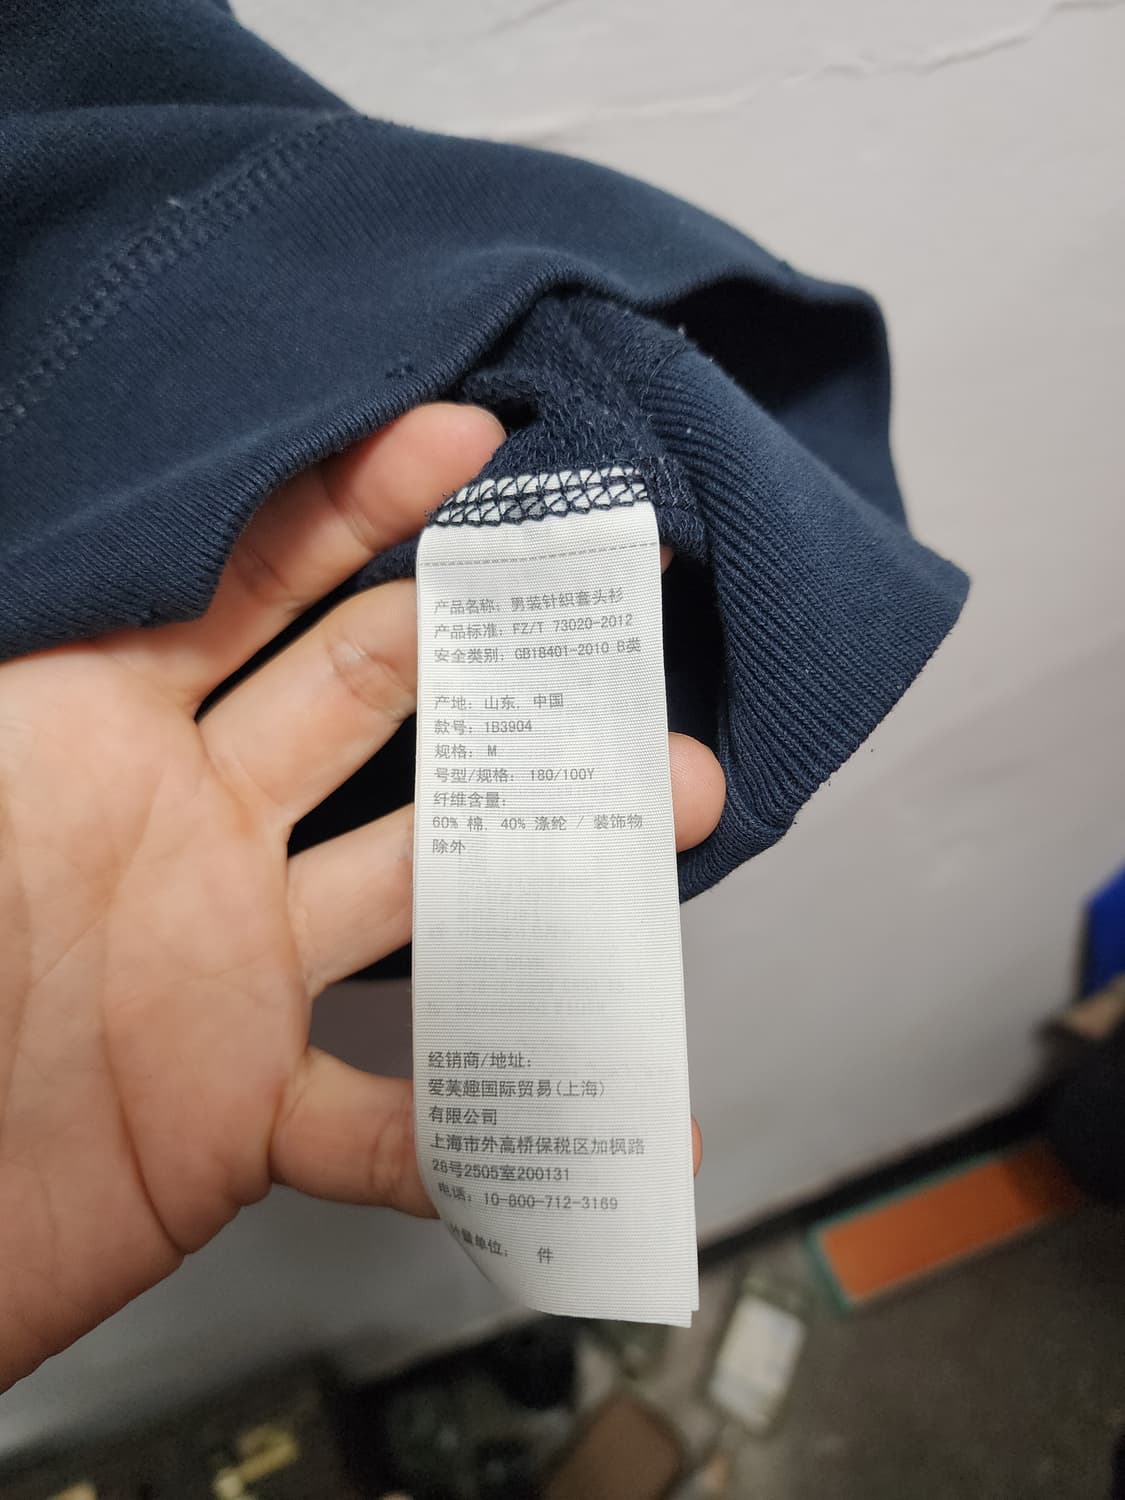 产品名称: 男装针织套头衫
产品标准: FZ/T 73020-2012
安全类别: GB18401-2010 B类
产地: 山东, 中国
款号: 1B3904
规格: M
号型/规格: 180/100Y
纤维含量:
60% 棉, 40% 涤纶 / 装饰物
除外
经销商/地址:
爱芙趣国际贸易(上海)
有限公司
上海市外高桥保税区加枫路
28号2505室200131
电话: 10-800-712-3169
计量单位: 件